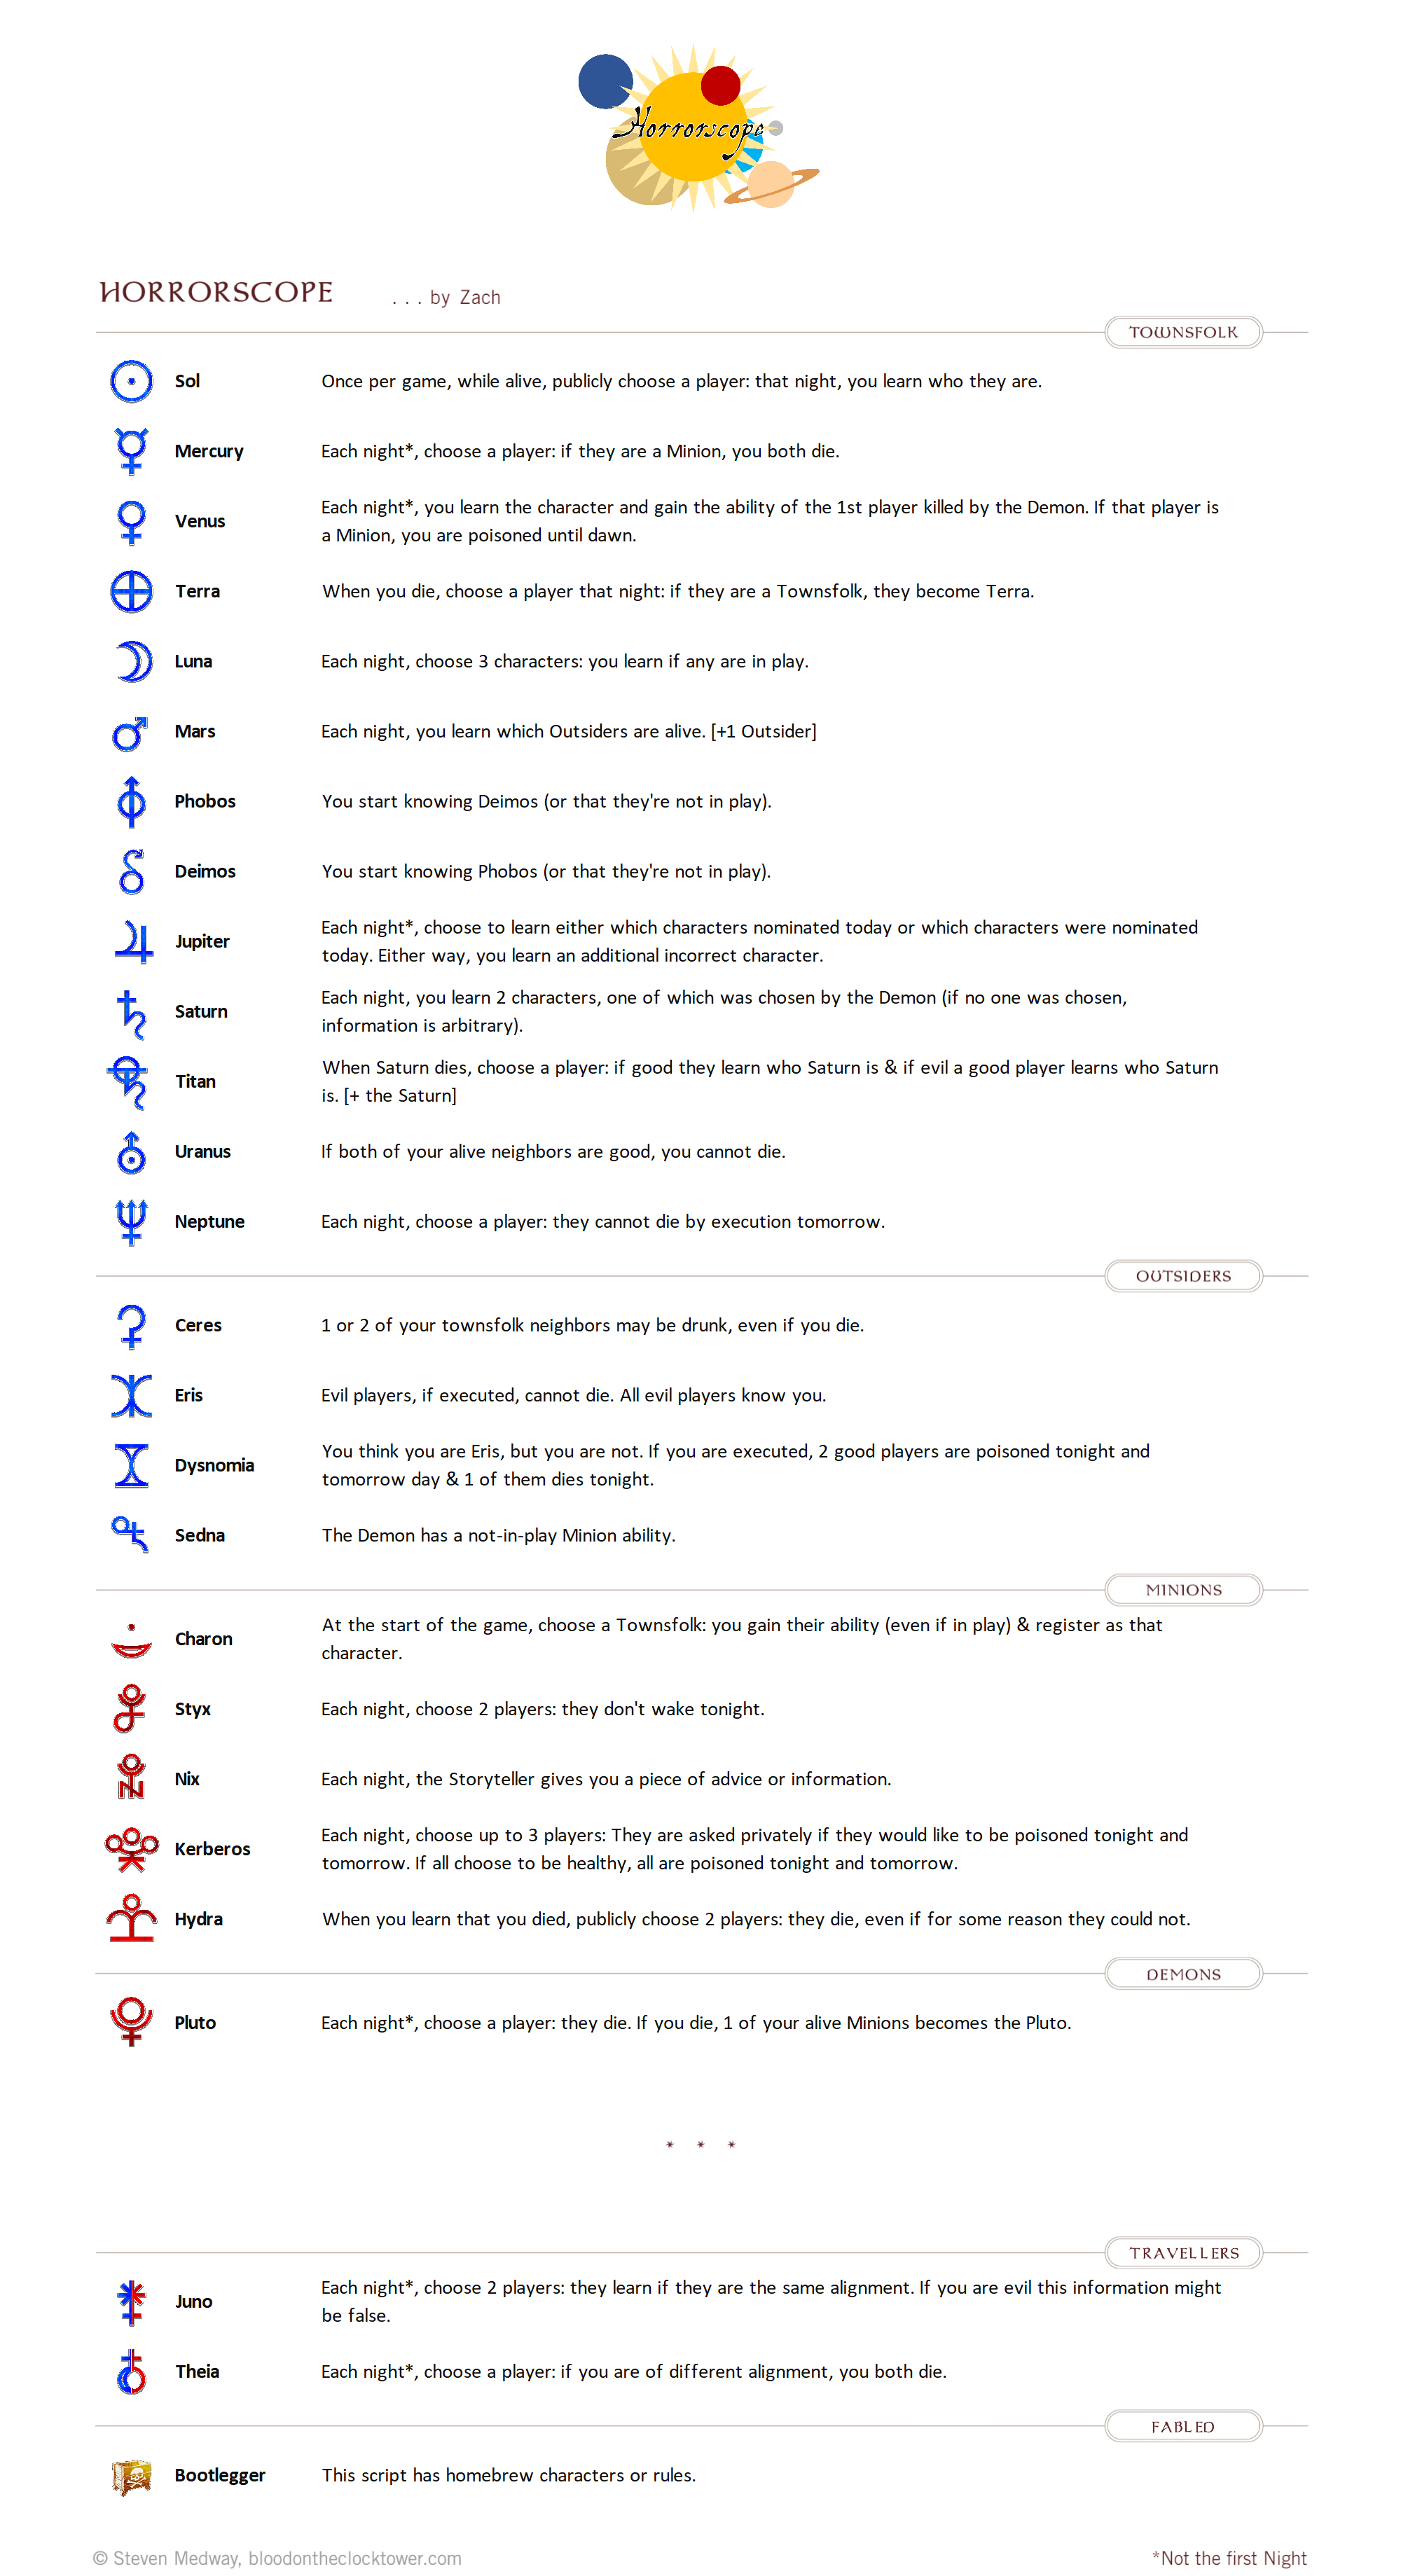 Horrorscope
HORRORSCOPE . . . by Zach
TOWNSFOLK
Sol Once per game, while alive, publicly choose a player: that night, you learn who they are.
Mercury Each night*, choose a player: if they are a Minion, you both die.
Venus Each night*, you learn the character and gain the ability of the 1st player killed by the Demon. If that player is
a Minion, you are poisoned until dawn.
Terra When you die, choose a player that night: if they are a Townsfolk, they become Terra.
Luna Each night, choose 3 characters: you learn if any are in play.
Mars Each night, you learn which Outsiders are alive. [+1 Outsider]
Phobos You start knowing Deimos (or that they're not in play).
Deimos You start knowing Phobos (or that they're not in play).
Jupiter Each night*, choose to learn either which characters nominated today or which characters were nominated
today. Either way, you learn an additional incorrect character.
Saturn Each night, you learn 2 characters, one of which was chosen by the Demon (if no one was chosen,
information is arbitrary).
Titan When Saturn dies, choose a player: if good they learn who Saturn is & if evil a good player learns who Saturn
is. [+ the Saturn]
Uranus If both of your alive neighbors are good, you cannot die.
Neptune Each night, choose a player: they cannot die by execution tomorrow.
OUTSIDERS
Ceres 1 or 2 of your townsfolk neighbors may be drunk, even if you die.
Eris Evil players, if executed, cannot die. All evil players know you.
Dysnomia You think you are Eris, but you are not. If you are executed, 2 good players are poisoned tonight and
tomorrow day & 1 of them dies tonight.
Sedna The Demon has a not-in-play Minion ability.
MINIONS
Charon At the start of the game, choose a Townsfolk: you gain their ability (even if in play) & register as that
character.
Styx Each night, choose 2 players: they don't wake tonight.
Nix Each night, the Storyteller gives you a piece of advice or information.
Kerberos Each night, choose up to 3 players: They are asked privately if they would like to be poisoned tonight and
tomorrow. If all choose to be healthy, all are poisoned tonight and tomorrow.
Hydra When you learn that you died, publicly choose 2 players: they die, even if for some reason they could not.
DEMONS
Pluto Each night*, choose a player: they die. If you die, 1 of your alive Minions becomes the Pluto.
* * *
TRAVELLERS
Juno Each night*, choose 2 players: they learn if they are the same alignment. If you are evil this information might
be false.
Theia Each night*, choose a player: if you are of different alignment, you both die.
FABLED
Bootlegger This script has homebrew characters or rules.
© Steven Medway, bloodontheclocktower.com *Not the first Night